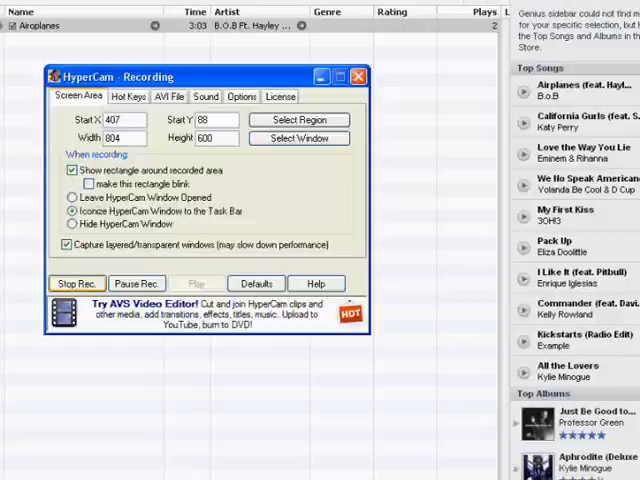 Name Time Artist Genre Rating Plays
Airoplanes 3:03 B.O.B Ft. Hayley ... 2
HyperCam - Recording
Screen Area Hot Keys AVI File Sound Options License
Start X 407 Start Y 88 Select Region
Width 804 Height 600 Select Window
When recording:
Show rectangle around recorded area
make this rectangle blink
Leave HyperCam Window Opened
Iconize HyperCam Window to the Task Bar
Hide HyperCam Window
Capture layered/transparent windows (may slow down performance)
Stop Rec. Pause Rec. Play Defaults Help
Try AVS Video Editor! Cut and join HyperCam clips and
other media, add transitions, effects, titles, music. Upload to
YouTube, burn to DVD!
HOT
Genius sidebar could not find m
for your specific selection, but H
the Top Songs and Albums in th
Store.
Top Songs
Airplanes (feat. Hayl...
B.o.B
California Gurls (feat. C
Katy Perry
Love the Way You Lie
Eminem & Rihanna
We No Speak American
Yolanda Be Cool & D Cup
My First Kiss
3OH!3
Pack Up
Eliza Doolittle
I Like It (feat. Pitbull)
Enrique Iglesias
Commander (feat. Davi.
Kelly Rowland
Kickstarts (Radio Edit)
Example
All the Lovers
Kylie Minogue
Top Albums
Just Be Good to...
Professor Green
Aphrodite (Deluxe
Kylie Minogue